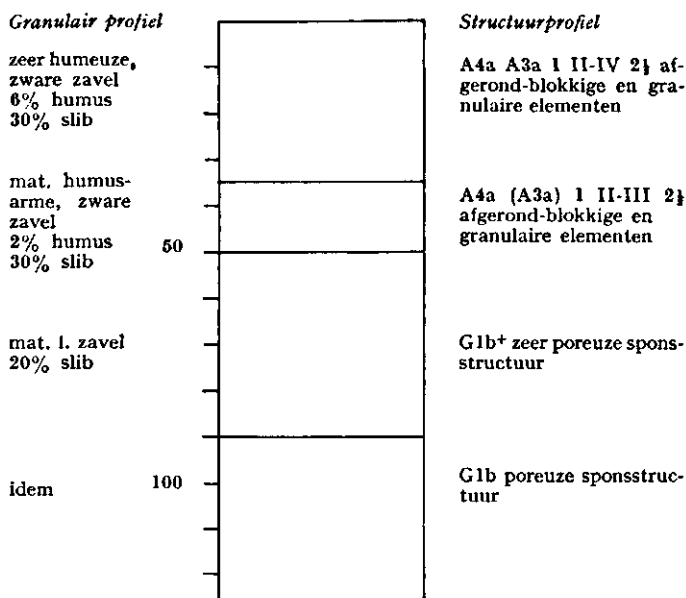 Granulair profiel
zeer humeuze,
zware zavel
6% humus
30% slib
mat. humus-
arme, zware
zavel
2% humus
30% slib
50
mat. l. zavel
20% slib
idem
100
Structuurprofiel
A4a A3a 1 II-IV 2½ af-
gerond-blokkige en gra-
nulaire elementen
A4a (A3a) 1 II-III 2½
afgerond-blokkige en
granulaire elementen
G1b+ zeer poreuze spons-
structuur
G1b poreuze sponsstruc-
tuur